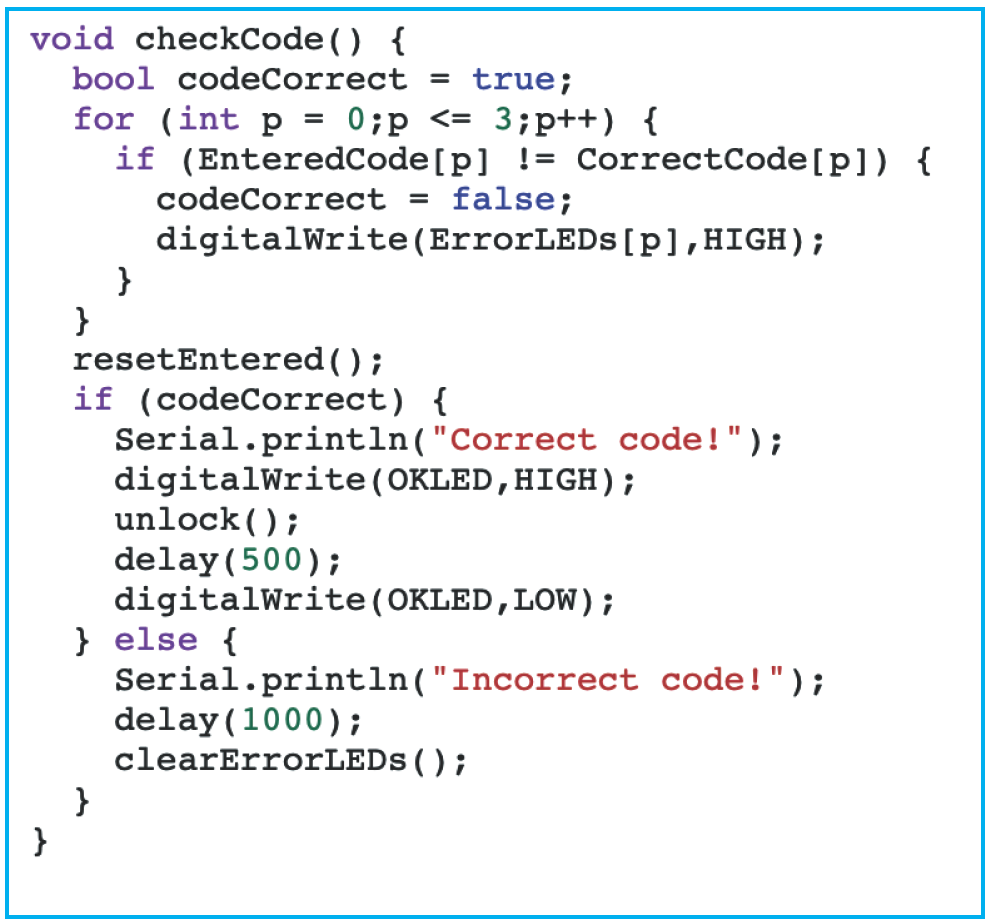 void checkCode() {
  bool codeCorrect = true;
  for (int p = 0;p <= 3;p++) {
    if (EnteredCode[p] != CorrectCode[p]) {
      codeCorrect = false;
      digitalWrite(ErrorLEDs[p],HIGH);
    }
  }
  resetEntered();
  if (codeCorrect) {
    Serial.println("Correct code!");
    digitalWrite(OKLED,HIGH);
    unlock();
    delay(500);
    digitalWrite(OKLED,LOW);
  } else {
    Serial.println("Incorrect code!");
    delay(1000);
    clearErrorLEDs();
  }
}